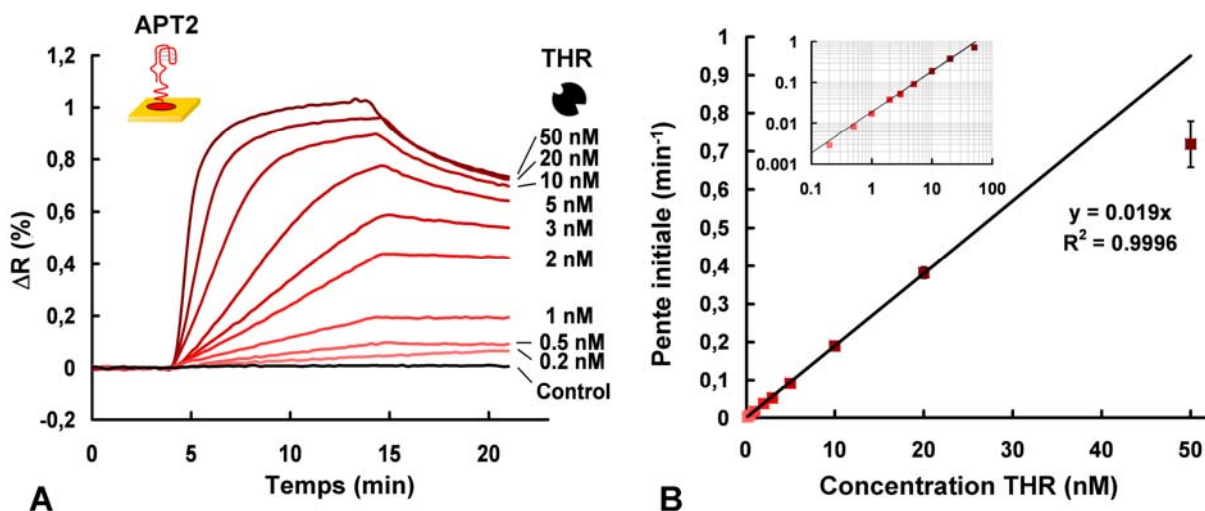 APT2
THR
1,2
1
0,8
0,6
0,4
0,2
0
-0,2
ΔR (%)
0
5
10
15
20
Temps (min)
50 nM
20 nM
10 nM
5 nM
3 nM
2 nM
1 nM
0.5 nM
0.2 nM
Control
A
1
0,9
0,8
0,7
0,6
0,5
0,4
0,3
0,2
0,1
0
Pente initiale (min⁻¹)
1
0.1
0.01
0.001
0.1
1
10
100
y = 0.019x
R² = 0.9996
0
10
20
30
40
50
Concentration THR (nM)
B